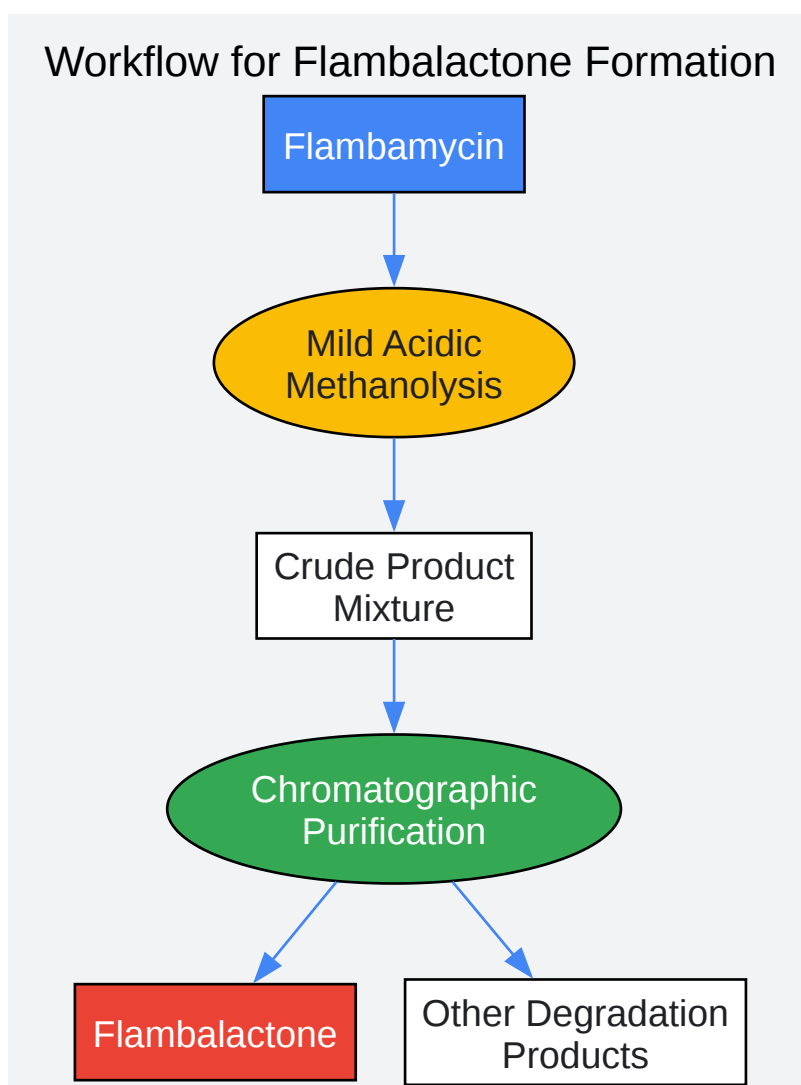 Workflow for Flambalactone Formation
Flambamycin
Mild Acidic
Methanolysis
Crude Product
Mixture
Chromatographic
Purification
Flambalactone
Other Degradation
Products